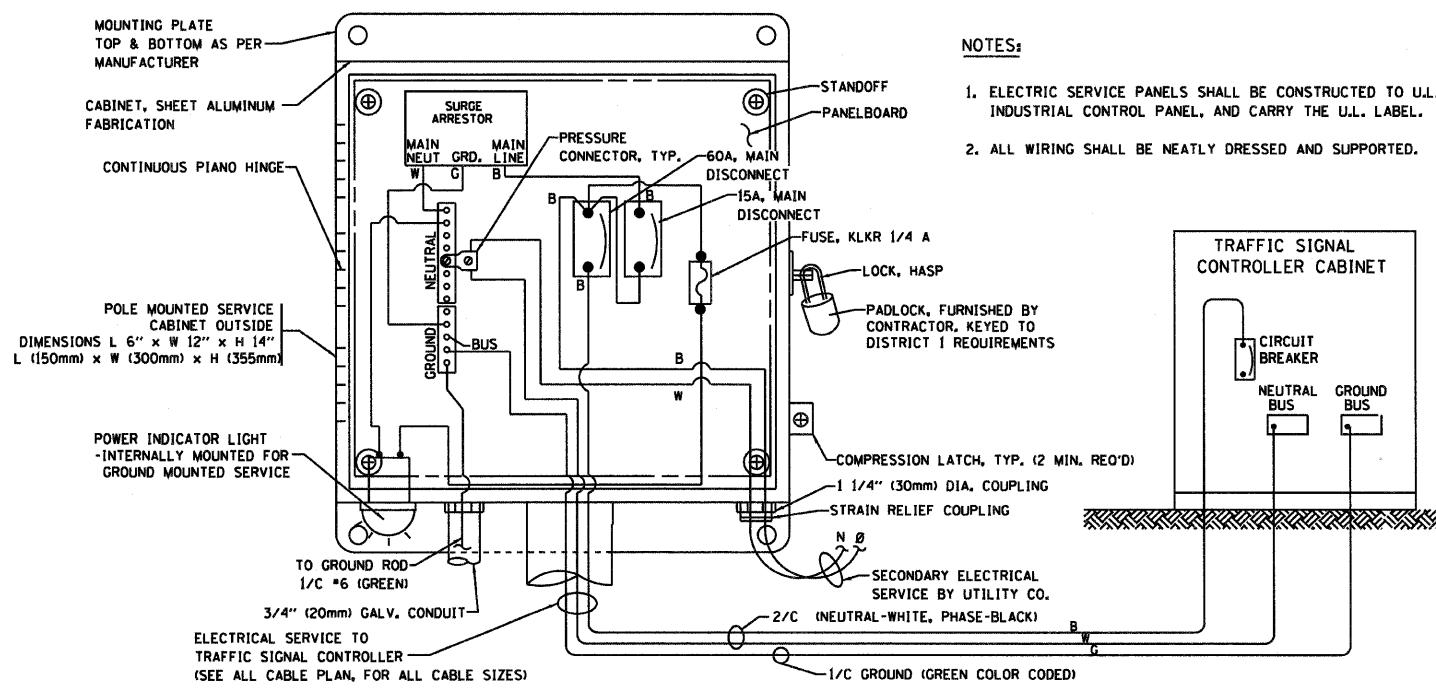 MOUNTING PLATE
TOP & BOTTOM AS PER
MANUFACTURER
CABINET, SHEET ALUMINUM
FABRICATION
CONTINUOUS PIANO HINGE
POLE MOUNTED SERVICE
CABINET OUTSIDE
DIMENSIONS L 6" x W 12" x H 14"
L (150mm) x W (300mm) x H (355mm)
POWER INDICATOR LIGHT
-INTERNALLY MOUNTED FOR
GROUND MOUNTED SERVICE
SURGE
ARRESTOR
MAIN
NEUT
GRD.
MAIN
LINE
W
G
B
PRESSURE
CONNECTOR, TYP.
STANDOFF
PANELBOARD
60A, MAIN
DISCONNECT
15A, MAIN
DISCONNECT
B
B
B
FUSE, KLKR 1/4 A
NEUTRAL
GROUND
BUS
B
W
LOCK, HASP
PADLOCK, FURNISHED BY
CONTRACTOR, KEYED TO
DISTRICT 1 REQUIREMENTS
COMPRESSION LATCH, TYP. (2 MIN. REQ'D)
1 1/4" (30mm) DIA. COUPLING
STRAIN RELIEF COUPLING
N Ø
SECONDARY ELECTRICAL
SERVICE BY UTILITY CO.
TO GROUND ROD
1/C #6 (GREEN)
3/4" (20mm) GALV. CONDUIT
ELECTRICAL SERVICE TO
TRAFFIC SIGNAL CONTROLLER
(SEE ALL CABLE PLAN, FOR ALL CABLE SIZES)
2/C (NEUTRAL-WHITE, PHASE-BLACK)
B
W
G
1/C GROUND (GREEN COLOR CODED)
NOTES:
1. ELECTRIC SERVICE PANELS SHALL BE CONSTRUCTED TO U.L.
INDUSTRIAL CONTROL PANEL, AND CARRY THE U.L. LABEL.
2. ALL WIRING SHALL BE NEATLY DRESSED AND SUPPORTED.
TRAFFIC SIGNAL
CONTROLLER CABINET
CIRCUIT
BREAKER
NEUTRAL
BUS
GROUND
BUS